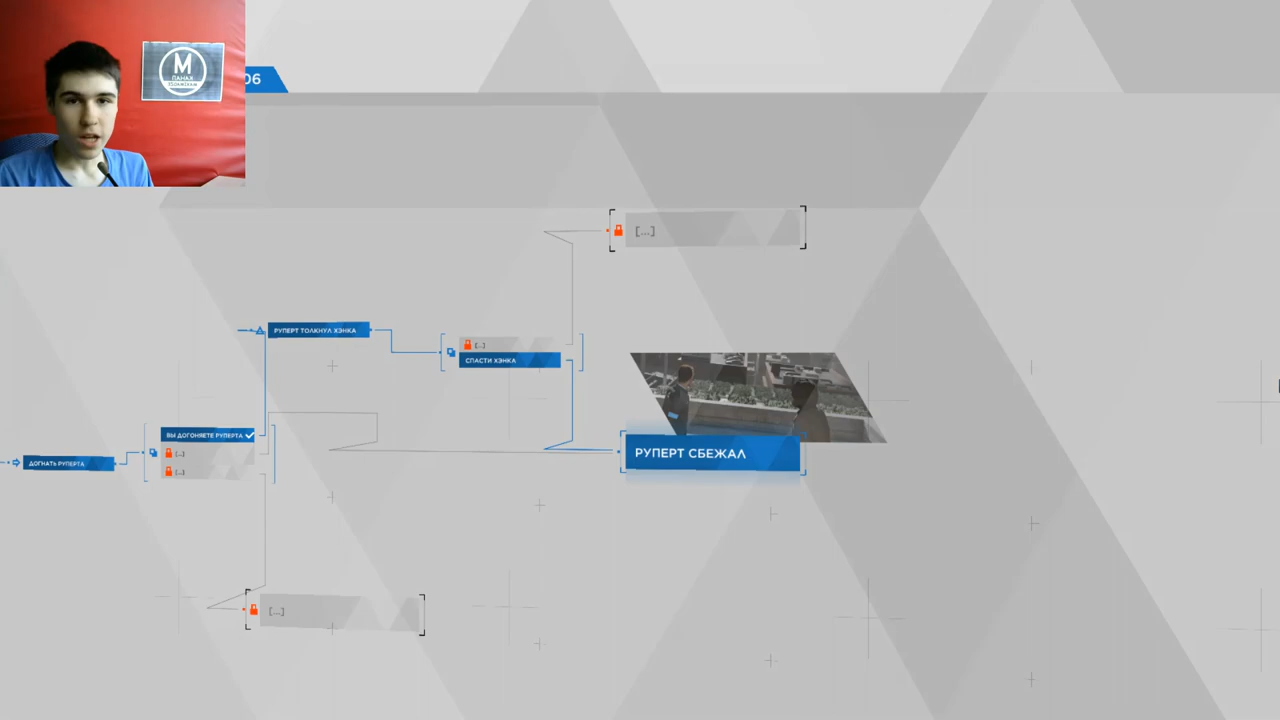 М
ПАНАХ
06
[...]
РУПЕРТ ТОЛКНУЛ ХЭНКА
[...]
СПАСТИ ХЭНКА
ВЫ ДОГОНЯЕТЕ РУПЕРТА
[...]
[...]
ДОГНАТЬ РУПЕРТА
РУПЕРТ СБЕЖАЛ
[...]